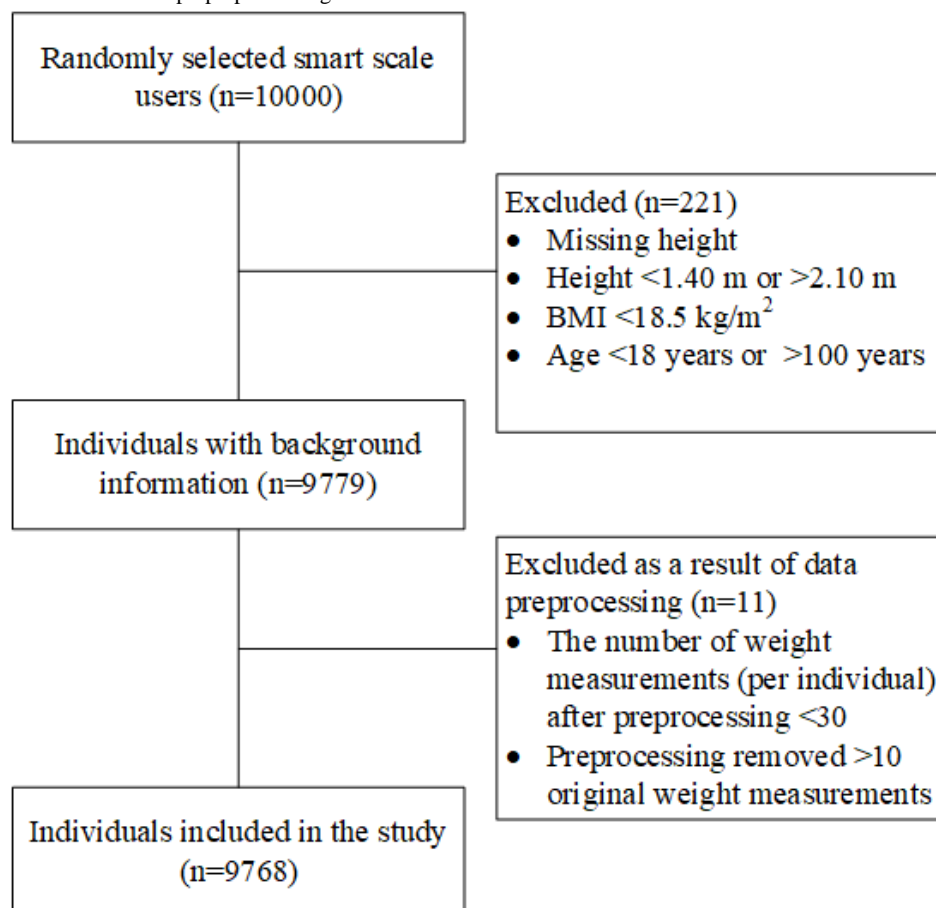 Randomly selected smart scale
users (n=10000)
Excluded (n=221)
• Missing height
• Height <1.40 m or >2.10 m
• BMI <18.5 kg/m²
• Age <18 years or >100 years
Individuals with background
information (n=9779)
Excluded as a result of data
preprocessing (n=11)
• The number of weight
measurements (per individual)
after preprocessing <30
• Preprocessing removed >10
original weight measurements
Individuals included in the study
(n=9768)